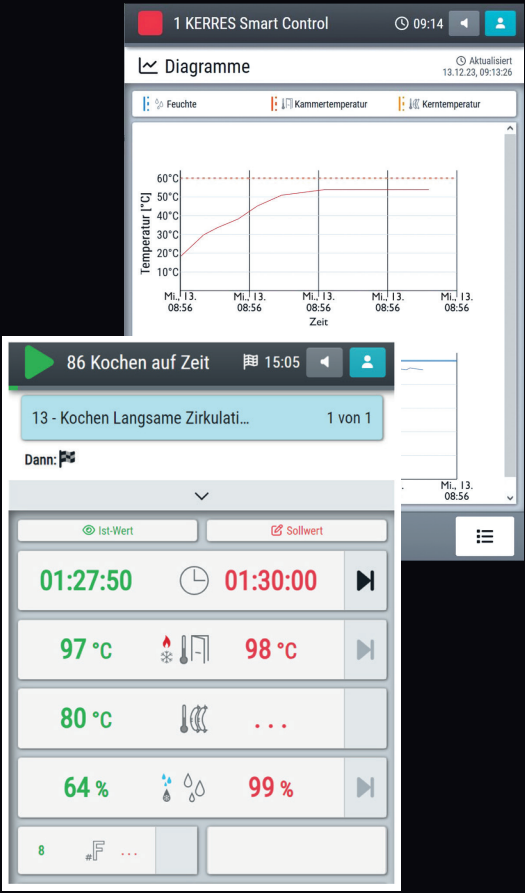 1 KERRES Smart Control
09:14
Diagramme
Aktualisiert
13.12.23, 09:13:26
Feuchte
Kammertemperatur
Kerntemperatur
Temperatur [°C]
60°C
50°C
40°C
30°C
20°C
10°C
Mi., 13.
08:56
Mi., 13.
08:56
Mi., 13.
08:56
Mi., 13.
08:56
Mi., 13.
08:56
Zeit
Mi., 13.
08:56
86 Kochen auf Zeit
15:05
13 - Kochen Langsame Zirkulati... 1 von 1
Dann:
Ist-Wert
Sollwert
01:27:50 01:30:00
97 °C 98 °C
80 °C ...
64 % 99 %
8 #F ...